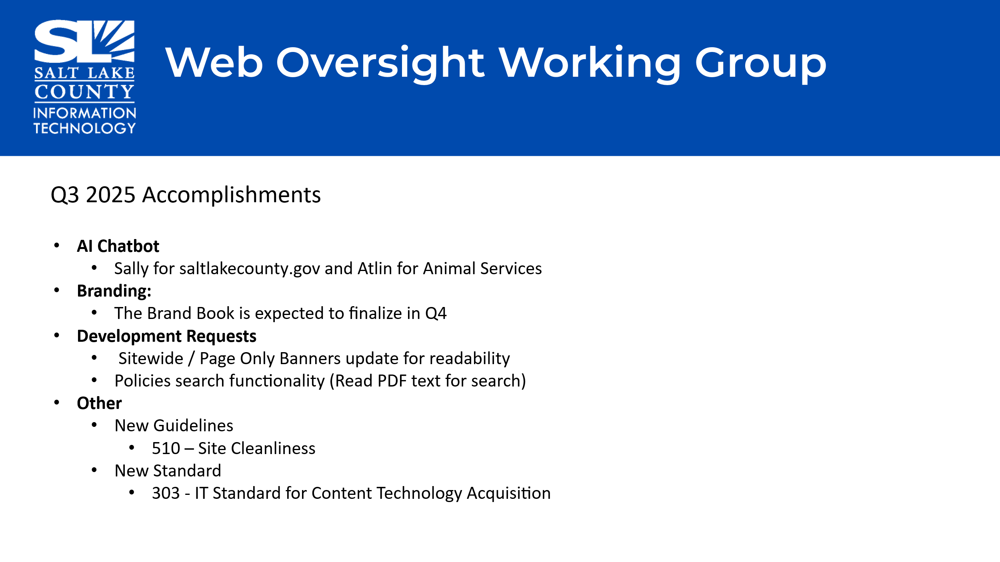 SL
SALT LAKE
COUNTY
INFORMATION
TECHNOLOGY
Web Oversight Working Group
Q3 2025 Accomplishments
• AI Chatbot
• Sally for saltlakecounty.gov and Atlin for Animal Services
• Branding:
• The Brand Book is expected to finalize in Q4
• Development Requests
• Sitewide / Page Only Banners update for readability
• Policies search functionality (Read PDF text for search)
• Other
• New Guidelines
• 510 – Site Cleanliness
• New Standard
• 303 - IT Standard for Content Technology Acquisition